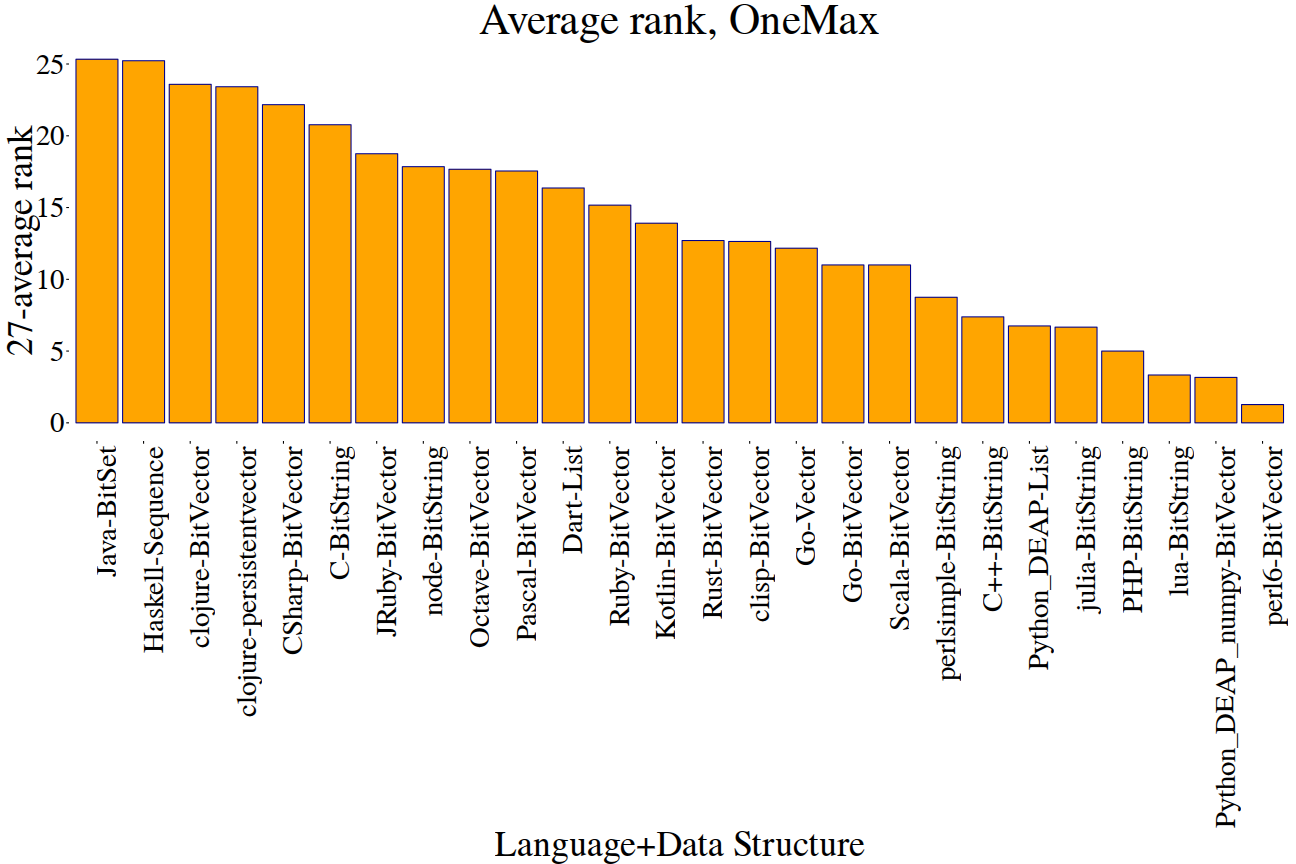 Average rank, OneMax
27-average rank
25
20
15
10
5
0
Java-BitSet
Haskell-Sequence
clojure-BitVector
clojure-persistentvector
CSharp-BitVector
C-BitString
JRuby-BitVector
node-BitString
Octave-BitVector
Pascal-BitVector
Dart-List
Ruby-BitVector
Kotlin-BitVector
Rust-BitVector
clisp-BitVector
Go-Vector
Go-BitVector
Scala-BitVector
perlsimple-BitString
C++-BitString
Python_DEAP-List
julia-BitString
PHP-BitString
lua-BitString
Python_DEAP_numpy-BitVector
perl6-BitVector
Language+Data Structure